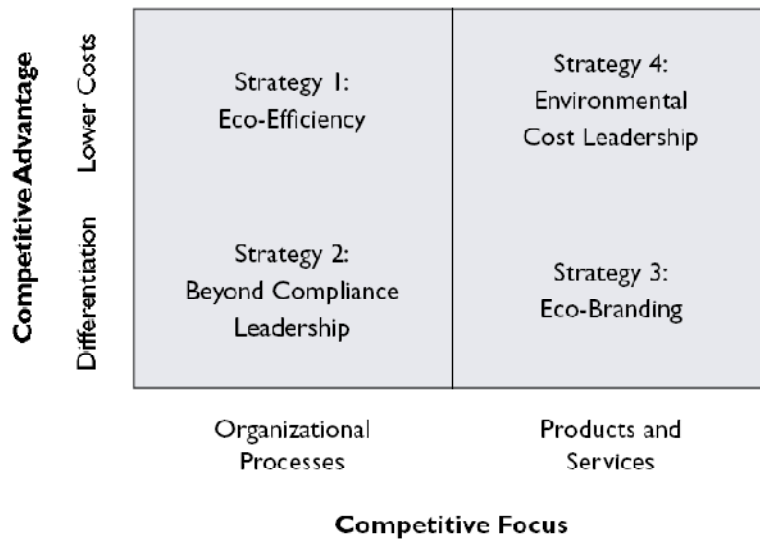 Competitive Advantage
Lower Costs
Differentiation
Strategy 1:
Eco-Efficiency
Strategy 4:
Environmental
Cost Leadership
Strategy 2:
Beyond Compliance
Leadership
Strategy 3:
Eco-Branding
Organizational
Processes
Products and
Services
Competitive Focus